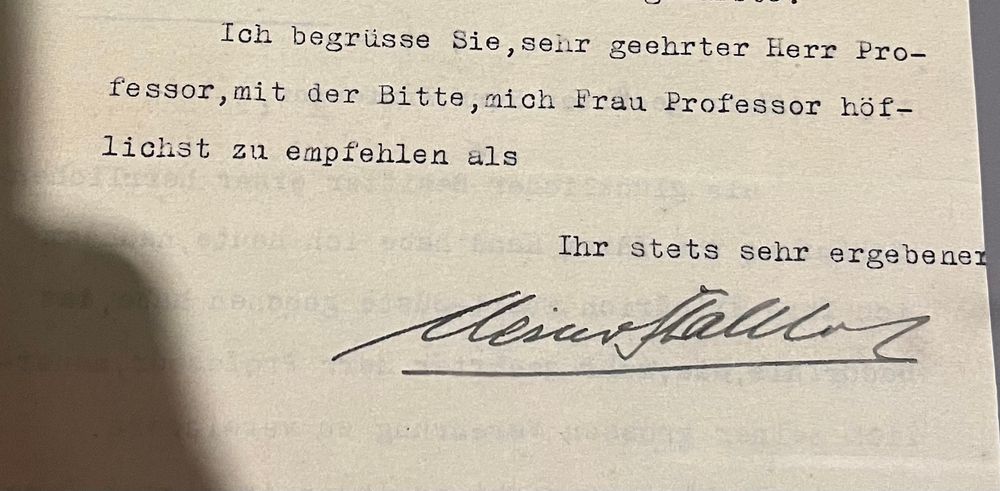 Ich begrüsse Sie,sehr geehrter Herr Pro-
fessor,mit der Bitte,mich Frau Professor höf-
lichst zu empfehlen als
Ihr stets sehr ergebener